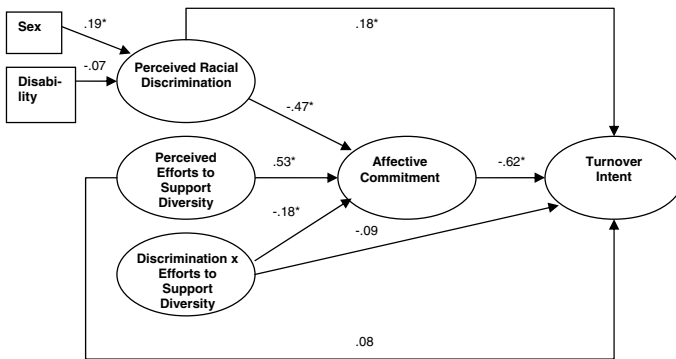 Sex
.19*
.18*
-.07
Disabi-
lity
Perceived Racial
Discrimination
-.47*
Perceived
Efforts to
Support
Diversity
.53*
Affective
Commitment
-.62*
Turnover
Intent
-.18*
-.09
Discrimination x
Efforts to
Support
Diversity
.08